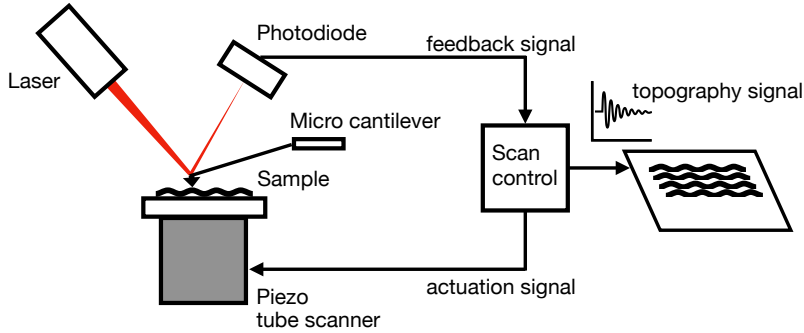 Photodiode
feedback signal
Laser
topography signal
Micro cantilever
Scan
control
Sample
actuation signal
Piezo
tube scanner